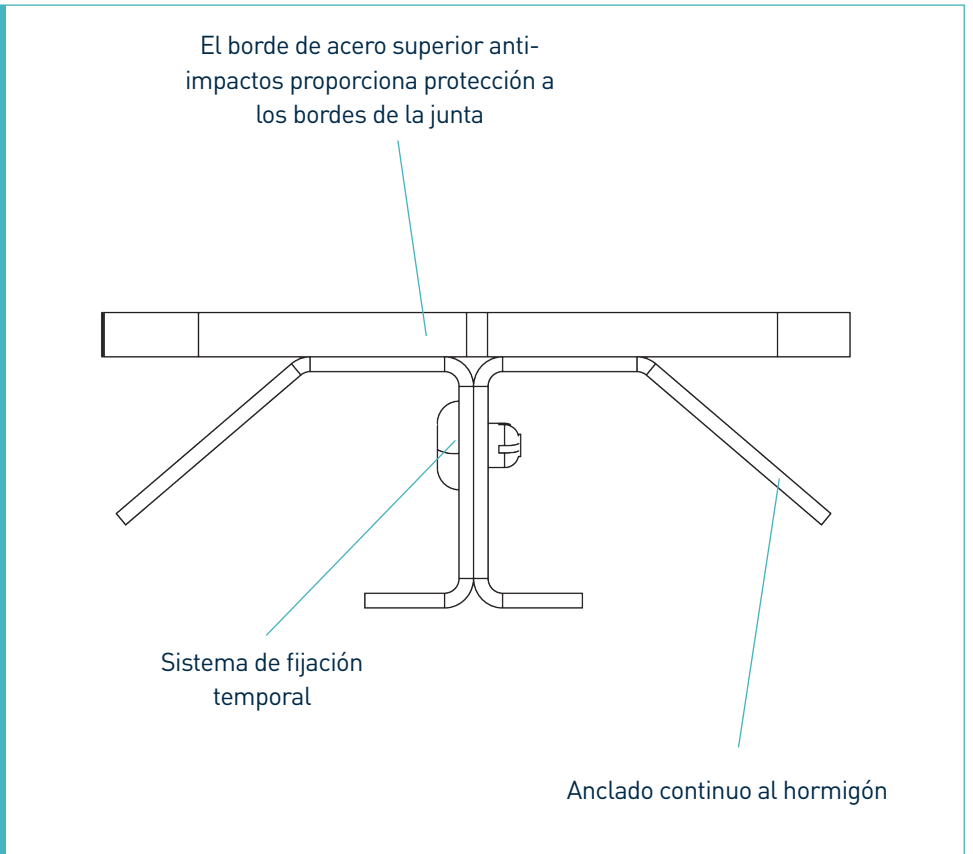 El borde de acero superior anti-
impactos proporciona protección a
los bordes de la junta
Sistema de fijación
temporal
Anclado continuo al hormigón